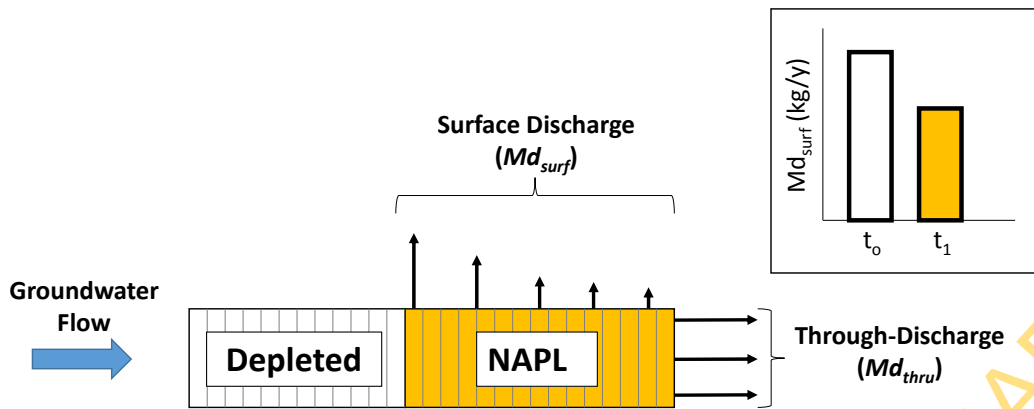 Md_surf (kg/y)
t_o
t_1
Surface Discharge
(Md_surf)
Groundwater
Flow
Depleted
NAPL
Through-Discharge
(Md_thru)